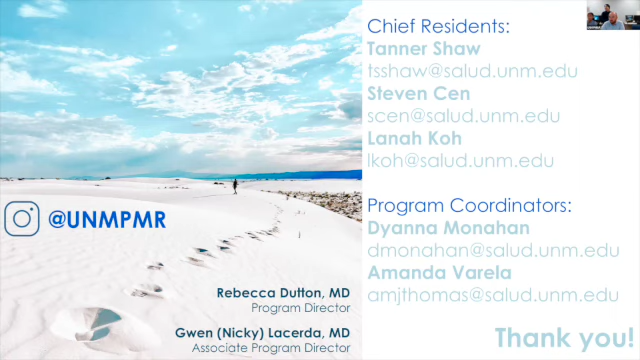 @UNMPMR
Rebecca Dutton, MD
Program Director
Gwen (Nicky) Lacerda, MD
Associate Program Director
Chief Residents:
Tanner Shaw
tsshaw@salud.unm.edu
Steven Cen
scen@salud.unm.edu
Lanah Koh
lkoh@salud.unm.edu
Program Coordinators:
Dyanna Monahan
dmonahan@salud.unm.edu
Amanda Varela
amjthomas@salud.unm.edu
Thank you!